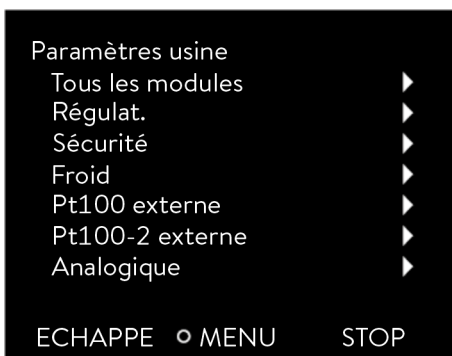 Paramètres usine
Tous les modules
Régulat.
Sécurité
Froid
Pt100 externe
Pt100-2 externe
Analogique
ECHAPPE MENU STOP